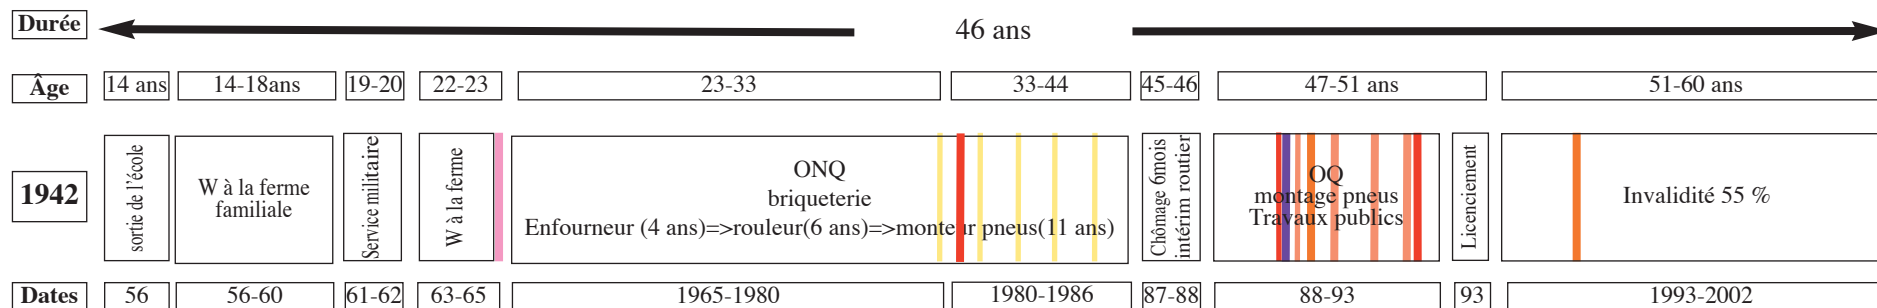 Durée
46 ans
Âge
14 ans
14-18ans
19-20
22-23
23-33
33-44
45-46
47-51 ans
51-60 ans
1942
sortie de l'école
W à la ferme
familiale
Service militaire
W à la ferme
ONQ
briqueterie
Enfourneur (4 ans)=>rouleur(6 ans)=>monteur pneus(11 ans)
Chômage 6mois
intérim routier
OQ
montage pneus
Travaux publics
Licenciement
Invalidité 55 %
Dates
56
56-60
61-62
63-65
1965-1980
1980-1986
87-88
88-93
93
1993-2002